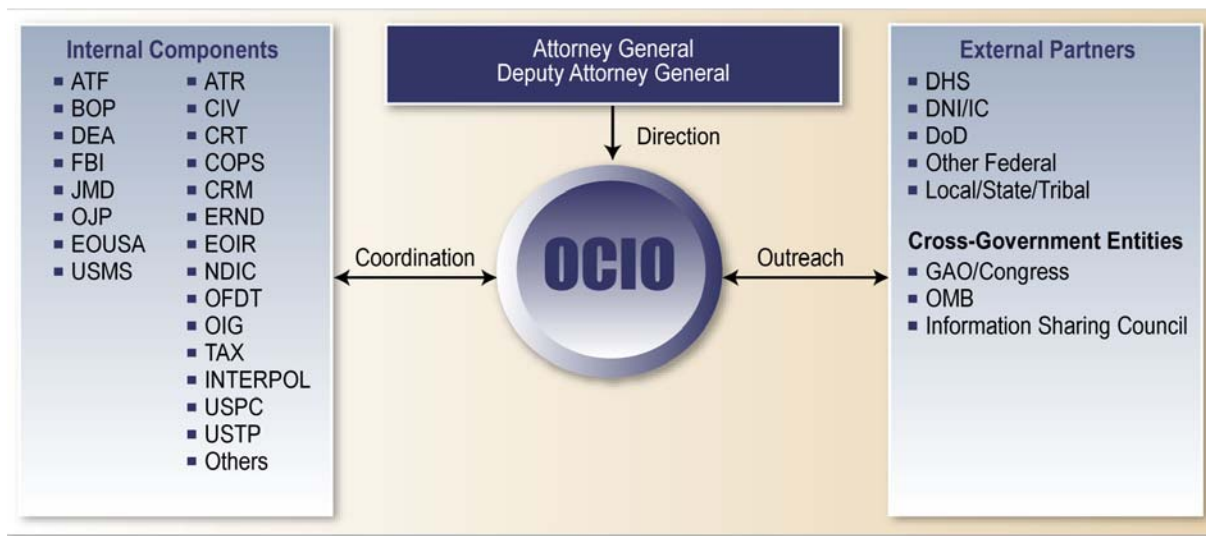 Internal Components
▪ ATF
▪ BOP
▪ DEA
▪ FBI
▪ JMD
▪ OJP
▪ EOUSA
▪ USMS
▪ ATR
▪ CIV
▪ CRT
▪ COPS
▪ CRM
▪ ERND
▪ EOIR
▪ NDIC
▪ OFDT
▪ OIG
▪ TAX
▪ INTERPOL
▪ USPC
▪ USTP
▪ Others
Attorney General
Deputy Attorney General
Direction
Coordination
OCIO
Outreach
External Partners
▪ DHS
▪ DNI/IC
▪ DoD
▪ Other Federal
▪ Local/State/Tribal
Cross-Government Entities
▪ GAO/Congress
▪ OMB
▪ Information Sharing Council